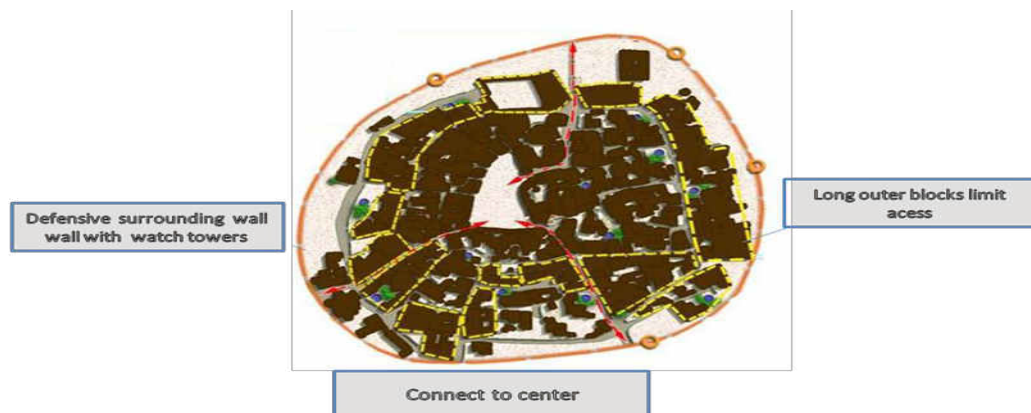 Defensive surrounding wall
wall with watch towers
Long outer blocks limit
acess
Connect to center